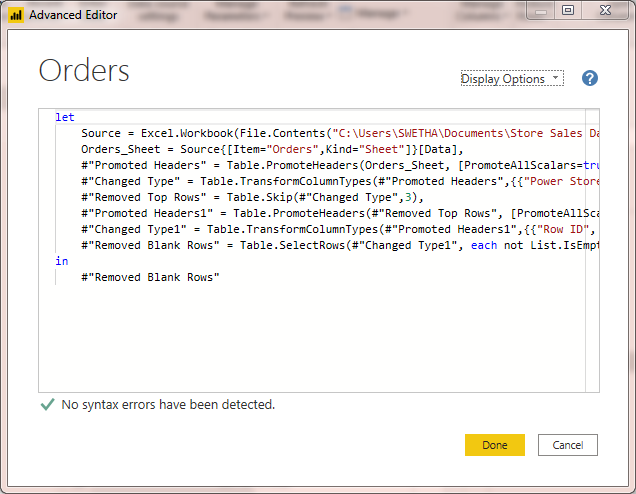 Advanced Editor
Orders
Display Options
?
let
Source = Excel.Workbook(File.Contents("C:\Users\SWETHA\Documents\Store Sales Da
Orders_Sheet = Source{[Item="Orders",Kind="Sheet"]}[Data],
#"Promoted Headers" = Table.PromoteHeaders(Orders_Sheet, [PromoteAllScalars=tru
#"Changed Type" = Table.TransformColumnTypes(#"Promoted Headers",{{"Power Store
#"Removed Top Rows" = Table.Skip(#"Changed Type",3),
#"Promoted Headers1" = Table.PromoteHeaders(#"Removed Top Rows", [PromoteAllSca
#"Changed Type1" = Table.TransformColumnTypes(#"Promoted Headers1",{{"Row ID",
#"Removed Blank Rows" = Table.SelectRows(#"Changed Type1", each not List.IsEmpt
in
#"Removed Blank Rows"
No syntax errors have been detected.
Done
Cancel